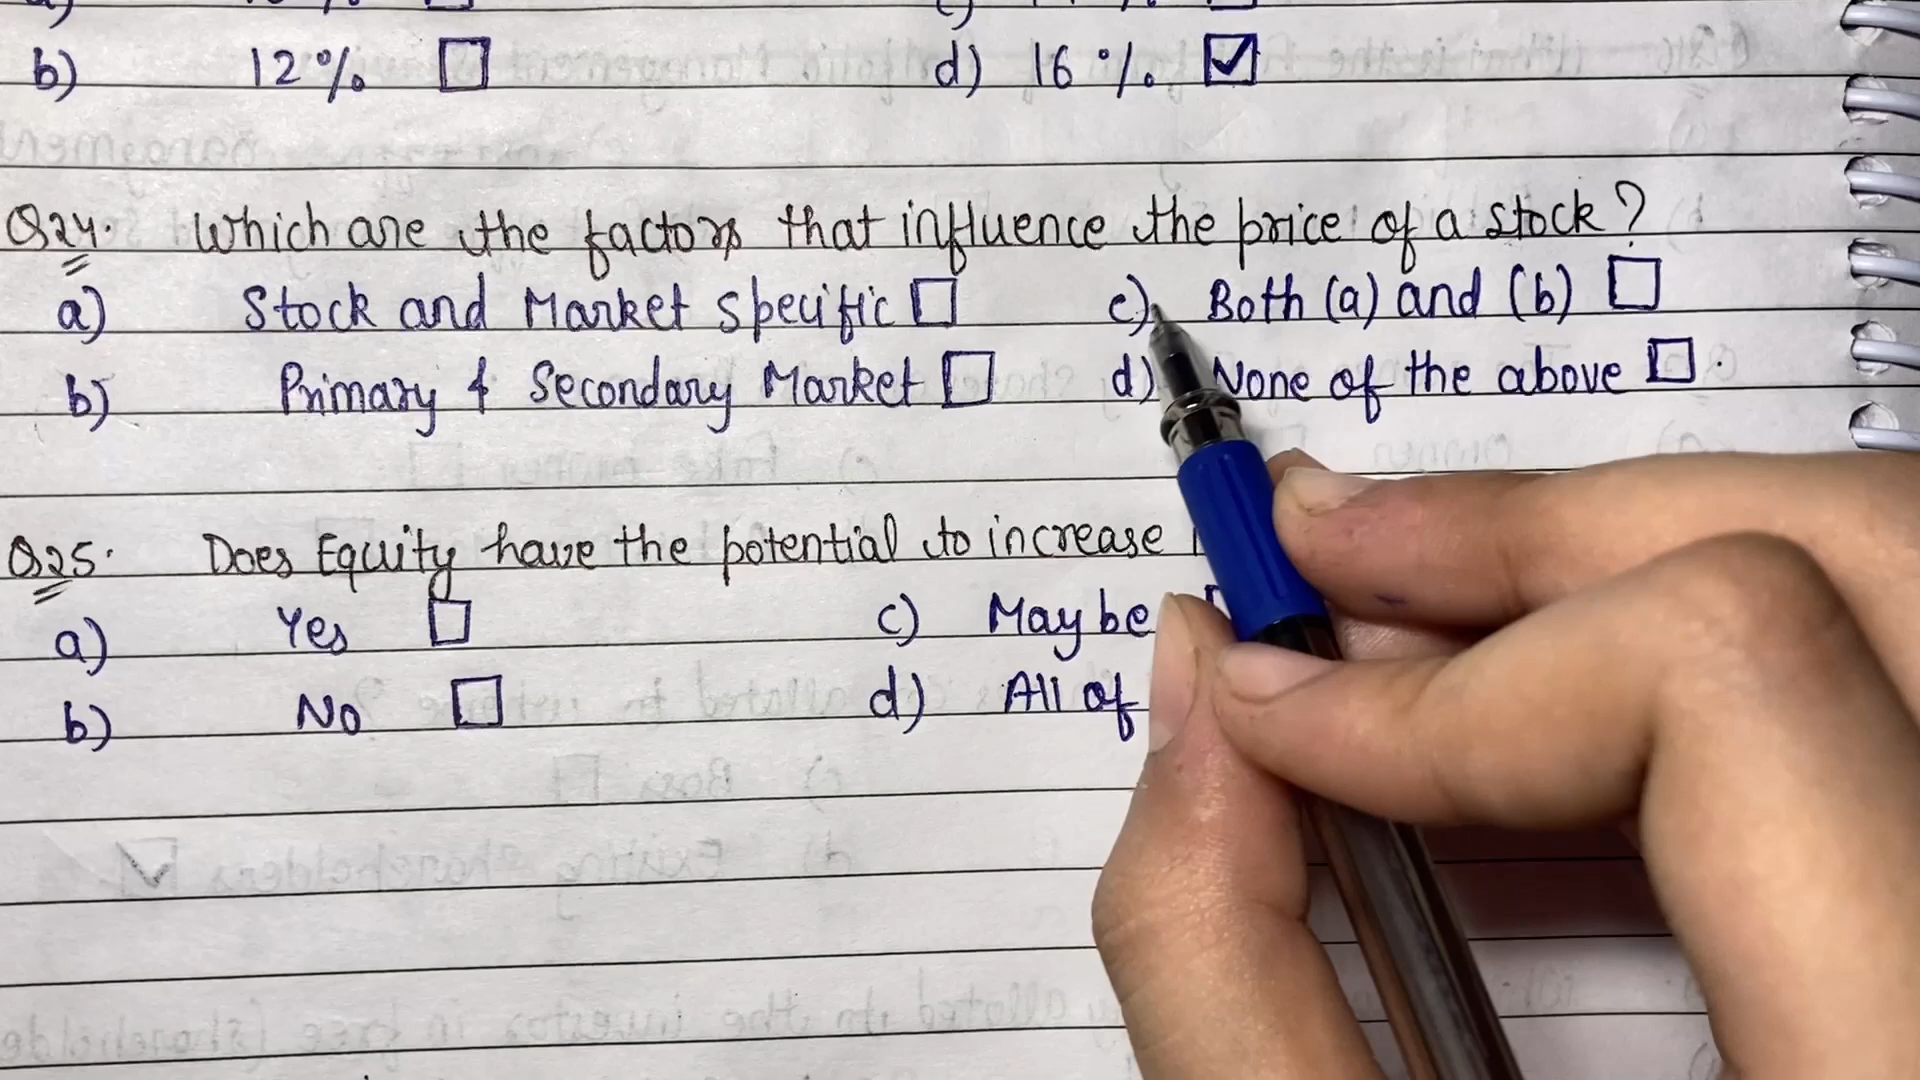 b) 12% d) 16%
Q24. Which are the factors that influence the price of a stock?
a) Stock and Market specific c) Both (a) and (b)
b) Primary & Secondary Market d) None of the above
Q25. Does Equity have the potential to increase
a) Yes c) Maybe
b) No d) All of